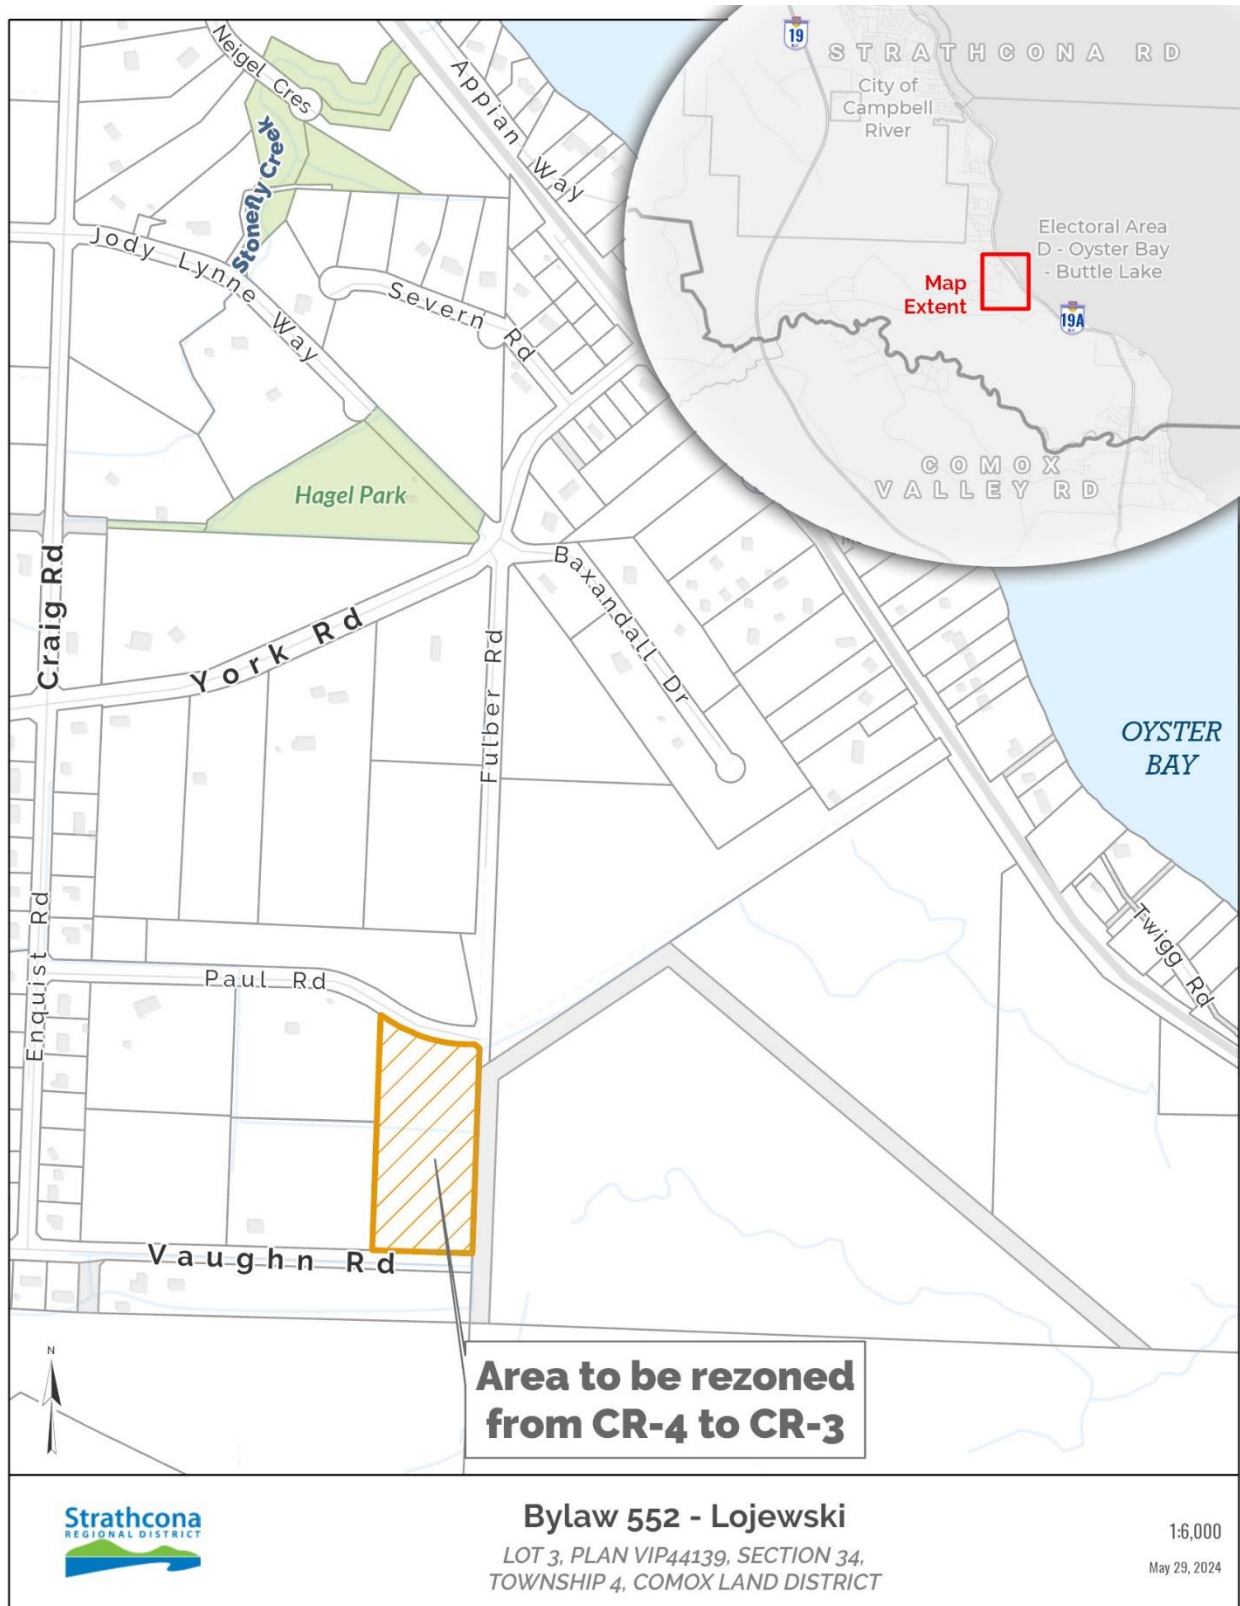 Neigel Cres
Stonefly Creek
Appian Way
Jody Lynne Way
Severn Rd
Hagel Park
Craig Rd
York Rd
Baxandall Dr
Fulber Rd
OYSTER
BAY
Twigg Rd
Enquist Rd
Paul Rd
Vaughn Rd
19
STRATHCONA RD
City of
Campbell
River
Electoral Area
D - Oyster Bay
- Buttle Lake
Map
Extent
19A
COMOX
VALLEY RD
N
Area to be rezoned
from CR-4 to CR-3
Strathcona
REGIONAL DISTRICT
Bylaw 552 - Lojewski
LOT 3, PLAN VIP44139, SECTION 34,
TOWNSHIP 4, COMOX LAND DISTRICT
1:6,000
May 29, 2024